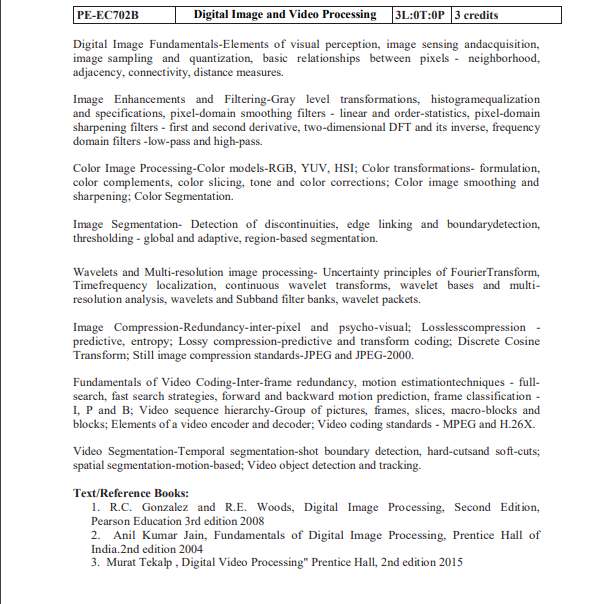 PE-EC702B Digital Image and Video Processing 3L:0T:0P 3 credits
Digital Image Fundamentals-Elements of visual perception, image sensing andacquisition,
image sampling and quantization, basic relationships between pixels - neighborhood,
adjacency, connectivity, distance measures.
Image Enhancements and Filtering-Gray level transformations, histogramequalization
and specifications, pixel-domain smoothing filters - linear and order-statistics, pixel-domain
sharpening filters - first and second derivative, two-dimensional DFT and its inverse, frequency
domain filters -low-pass and high-pass.
Color Image Processing-Color models-RGB, YUV, HSI; Color transformations- formulation,
color complements, color slicing, tone and color corrections; Color image smoothing and
sharpening; Color Segmentation.
Image Segmentation- Detection of discontinuities, edge linking and boundarydetection,
thresholding - global and adaptive, region-based segmentation.
Wavelets and Multi-resolution image processing- Uncertainty principles of FourierTransform,
Timefrequency localization, continuous wavelet transforms, wavelet bases and multi-
resolution analysis, wavelets and Subband filter banks, wavelet packets.
Image Compression-Redundancy-inter-pixel and psycho-visual; Losslesscompression -
predictive, entropy; Lossy compression-predictive and transform coding; Discrete Cosine
Transform; Still image compression standards-JPEG and JPEG-2000.
Fundamentals of Video Coding-Inter-frame redundancy, motion estimationtechniques - full-
search, fast search strategies, forward and backward motion prediction, frame classification -
I, P and B; Video sequence hierarchy-Group of pictures, frames, slices, macro-blocks and
blocks; Elements of a video encoder and decoder; Video coding standards - MPEG and H.26X.
Video Segmentation-Temporal segmentation-shot boundary detection, hard-cutsand soft-cuts;
spatial segmentation-motion-based; Video object detection and tracking.
Text/Reference Books:
1. R.C. Gonzalez and R.E. Woods, Digital Image Processing, Second Edition,
Pearson Education 3rd edition 2008
2. Anil Kumar Jain, Fundamentals of Digital Image Processing, Prentice Hall of
India.2nd edition 2004
3. Murat Tekalp , Digital Video Processing" Prentice Hall, 2nd edition 2015